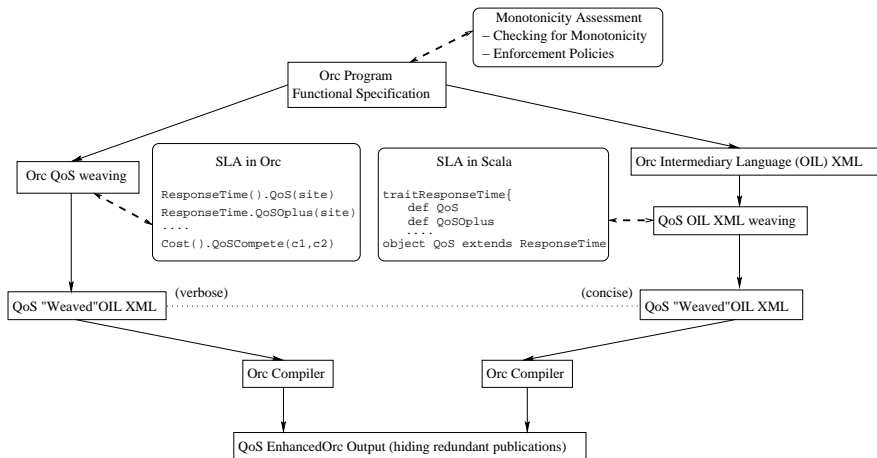 Monotonicity Assessment
– Checking for Monotonicity
– Enforcement Policies
Orc Program
Functional Specification
Orc QoS weaving
SLA in Orc
ResponseTime().QoS(site)
ResponseTime.QoSOplus(site)
....
Cost().QoSCompete(c1,c2)
SLA in Scala
traitResponseTime{
def QoS
def QoSOplus
....
object QoS extends ResponseTime
Orc Intermediary Language (OIL) XML
QoS OIL XML weaving
QoS "Weaved"OIL XML
(verbose)
(concise)
QoS "Weaved"OIL XML
Orc Compiler
Orc Compiler
QoS EnhancedOrc Output (hiding redundant publications)